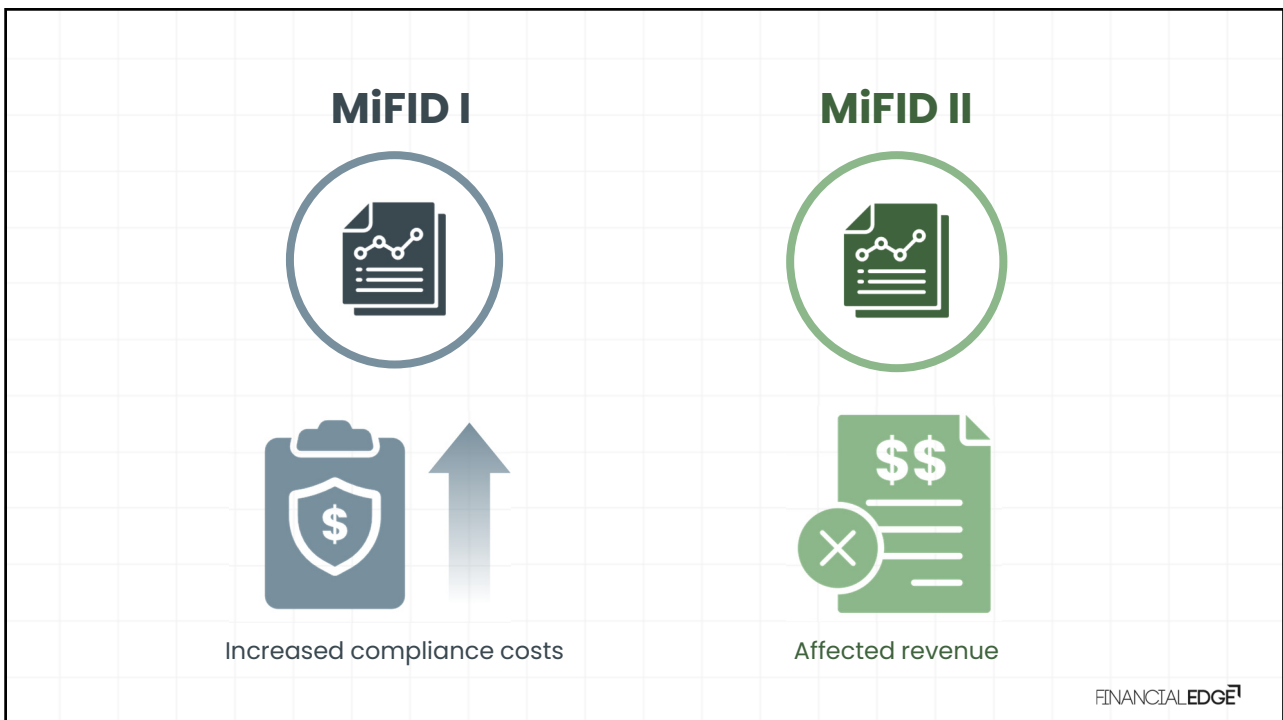 MiFID I
MiFID II
$
$$
Increased compliance costs
Affected revenue
FINANCIALEDGE